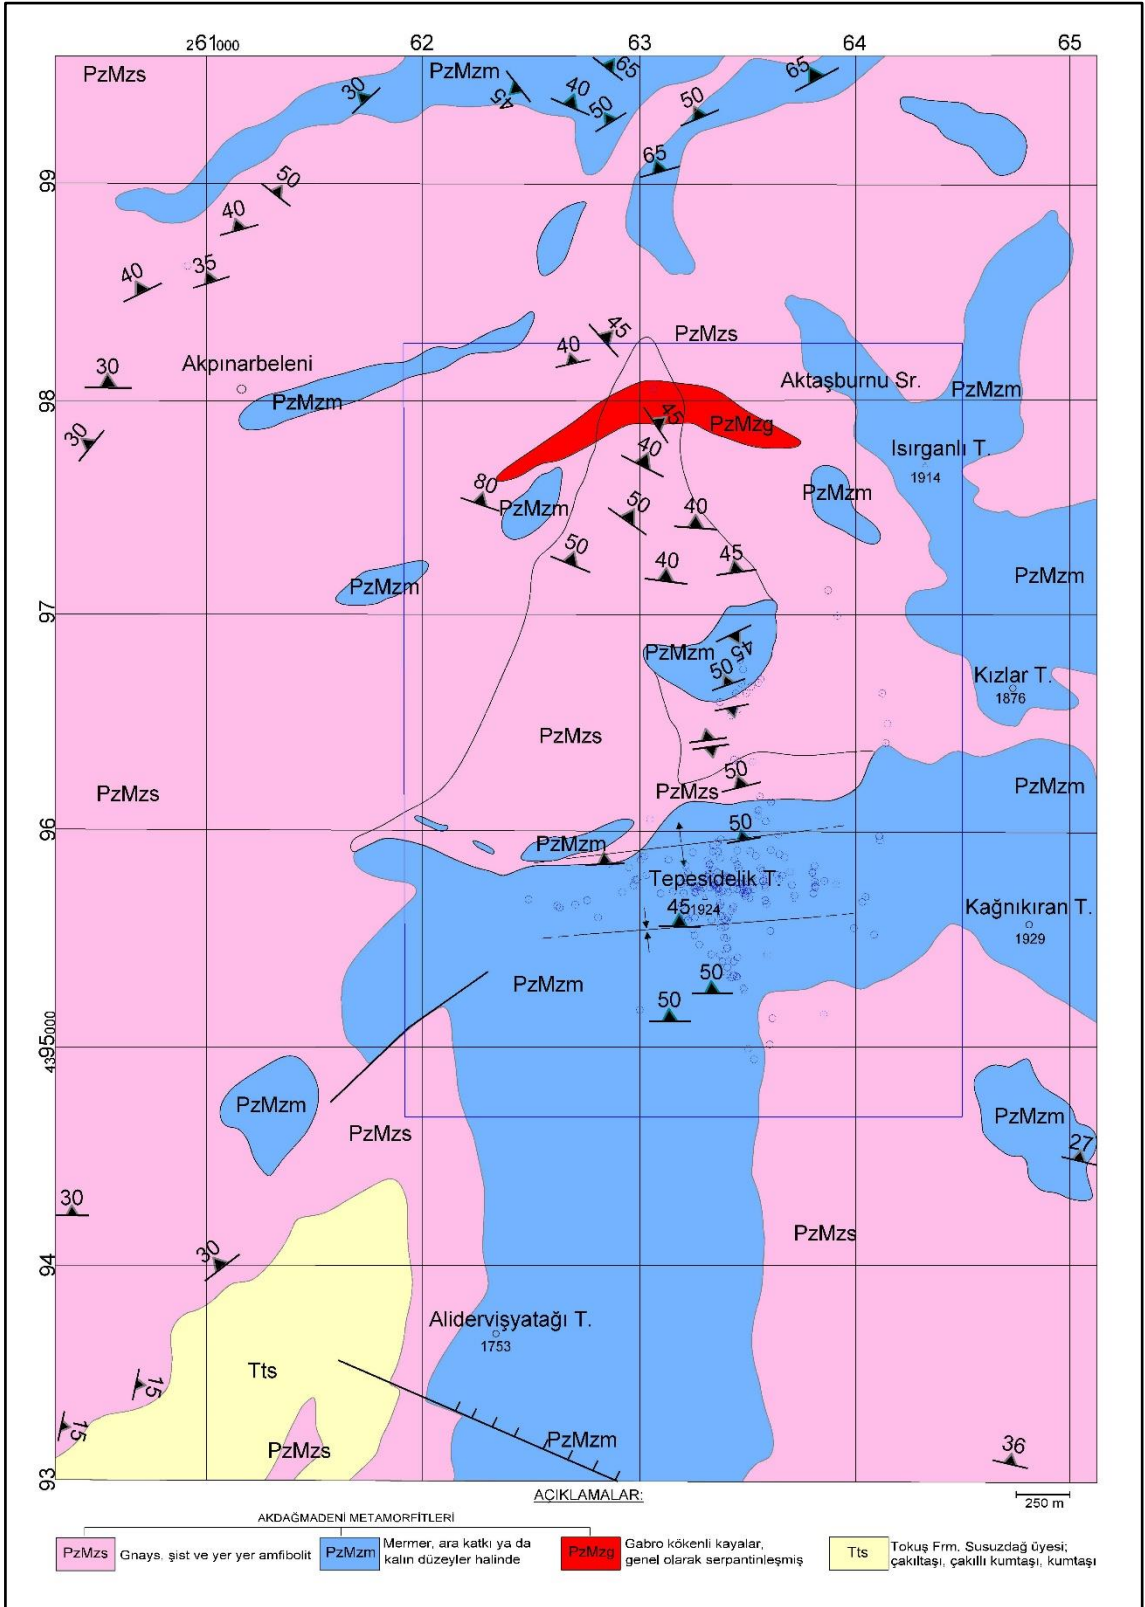 261000 62 63 64 65
PzMzs
PzMzm
30
45
40
50
65
50
65
65
99
50
40
40
35
Akpınarbeleni
30
30
PzMzm
40
45
PzMzs
Aktaşburnu Sr.
PzMzm
98
45
PzMzg
Isırganlı T.
1914
40
80
PzMzm
PzMzm
50
40
50
40
45
PzMzm
PzMzm
97
45
PzMzm
50
Kızlar T.
1876
PzMzs
PzMzs
50
PzMzs
PzMzm
96
PzMzm
50
Tepesidelik T.
1924
45
Kağnıkıran T.
1929
PzMzm
50
50
4395000
PzMzm
PzMzs
PzMzm
27
30
30
PzMzs
94
Alidervişyatağı T.
1753
Tts
15
15
PzMzs
PzMzm
36
93
AÇIKLAMALAR:
250 m
AKDAĞMADENİ METAMORFİTLERİ
PzMzs Gnays, şist ve yer yer amfibolit
PzMzm Mermer, ara katkı ya da
kalın düzeyler halinde
PzMzg Gabro kökenli kayalar,
genel olarak serpantinleşmiş
Tts Tokuş Frm. Susuzdağ üyesi;
çakıltaşı, çakıllı kumtaşı, kumtaşı